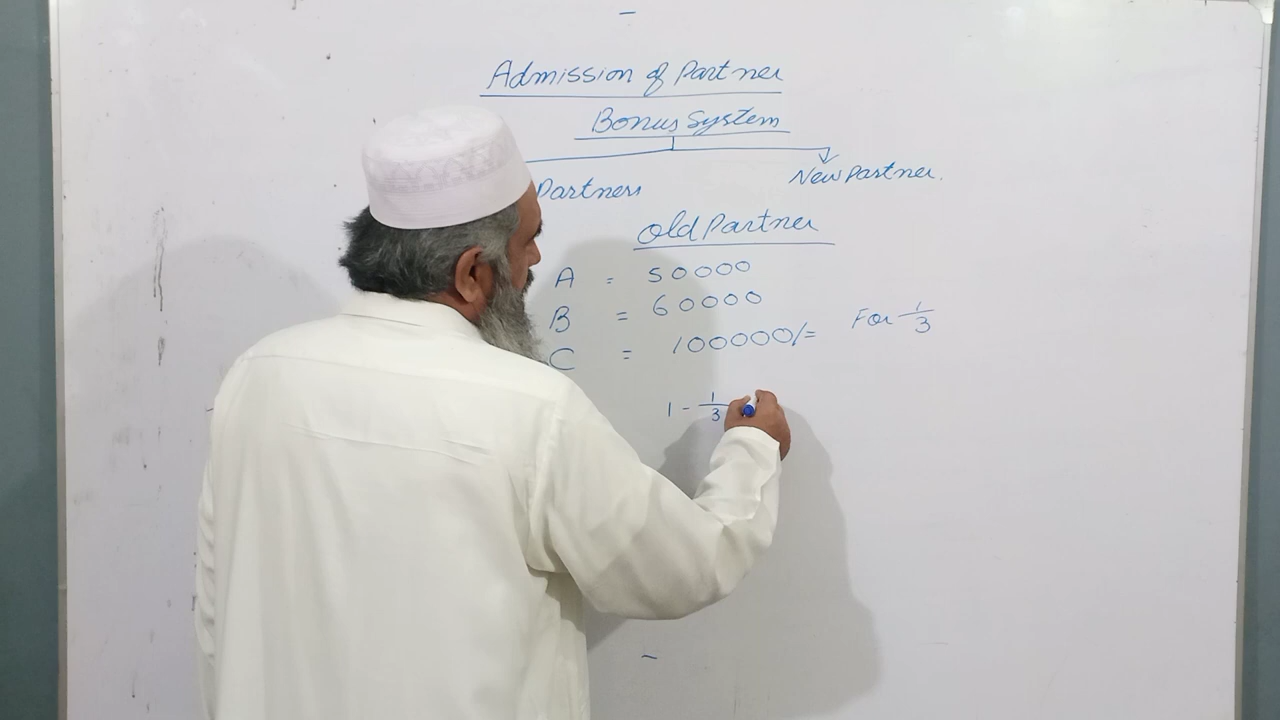 Admission of Partner
Bonus System
Partners New Partner.
Old Partner
A = 50000
B = 60000
C = 100000/= For 1/3
1 - 1/3